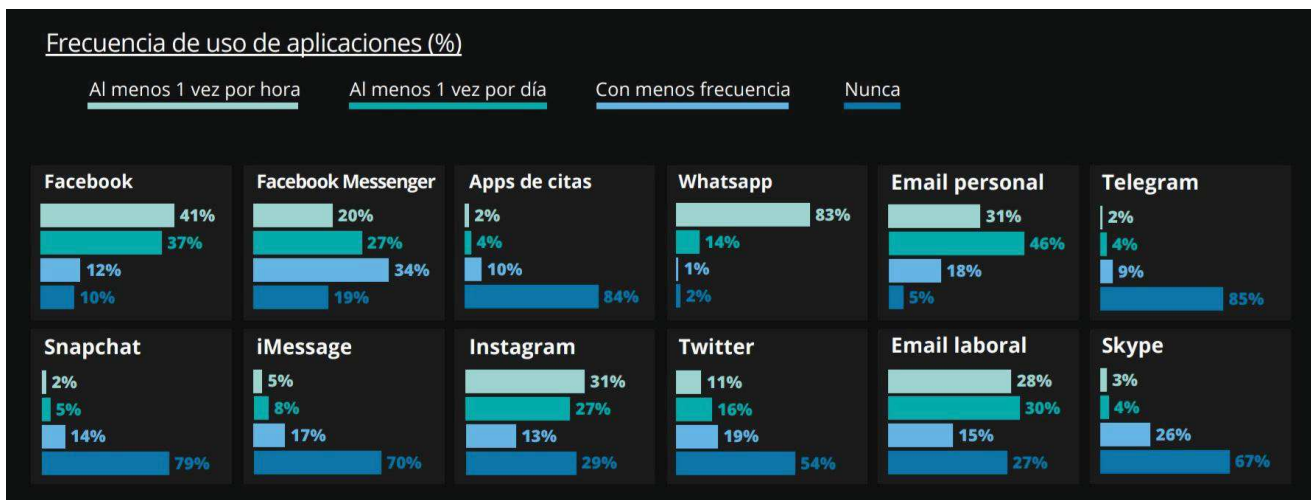 Frecuencia de uso de aplicaciones (%)
Al menos 1 vez por hora
Al menos 1 vez por día
Con menos frecuencia
Nunca
Facebook
41%
37%
12%
10%
Facebook Messenger
20%
27%
34%
19%
Apps de citas
2%
4%
10%
84%
Whatsapp
83%
14%
1%
2%
Email personal
31%
46%
18%
5%
Telegram
2%
4%
9%
85%
Snapchat
2%
5%
14%
79%
iMessage
5%
8%
17%
70%
Instagram
31%
27%
13%
29%
Twitter
11%
16%
19%
54%
Email laboral
28%
30%
15%
27%
Skype
3%
4%
26%
67%